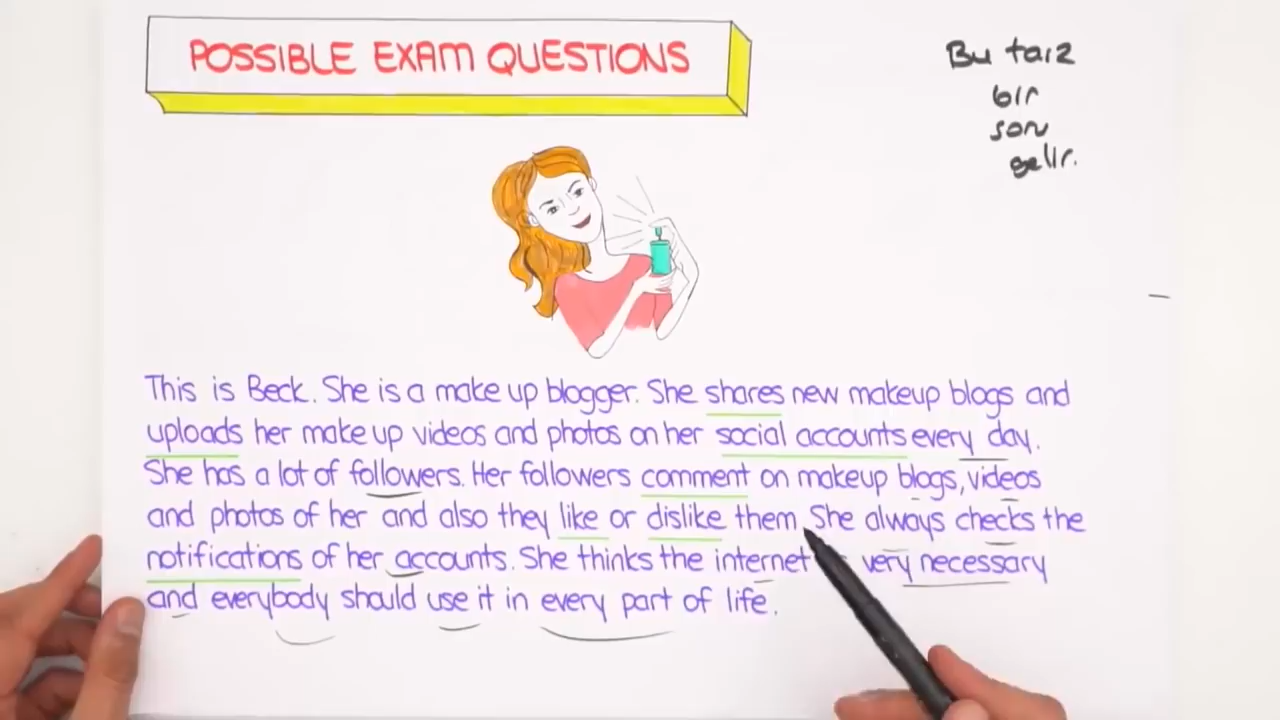 POSSIBLE EXAM QUESTIONS
Bu tarz
bir
soru
gelir.
This is Beck. She is a make up blogger. She shares new makeup blogs and
uploads her make up videos and photos on her social accounts every day.
She has a lot of followers. Her followers comment on makeup blogs, videos
and photos of her and also they like or dislike them. She always checks the
notifications of her accounts. She thinks the internet very necessary
and everybody should use it in every part of life.